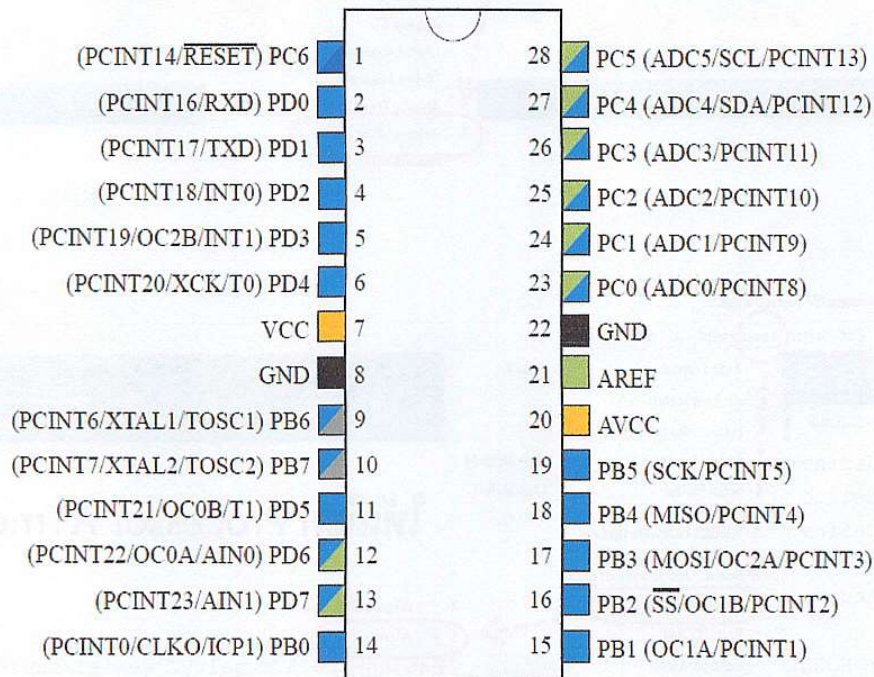 (PCINT14/RESET) PC6 1
(PCINT16/RXD) PD0 2
(PCINT17/TXD) PD1 3
(PCINT18/INT0) PD2 4
(PCINT19/OC2B/INT1) PD3 5
(PCINT20/XCK/T0) PD4 6
VCC 7
GND 8
(PCINT6/XTAL1/TOSC1) PB6 9
(PCINT7/XTAL2/TOSC2) PB7 10
(PCINT21/OC0B/T1) PD5 11
(PCINT22/OC0A/AIN0) PD6 12
(PCINT23/AIN1) PD7 13
(PCINT0/CLKO/ICP1) PB0 14
28 PC5 (ADC5/SCL/PCINT13)
27 PC4 (ADC4/SDA/PCINT12)
26 PC3 (ADC3/PCINT11)
25 PC2 (ADC2/PCINT10)
24 PC1 (ADC1/PCINT9)
23 PC0 (ADC0/PCINT8)
22 GND
21 AREF
20 AVCC
19 PB5 (SCK/PCINT5)
18 PB4 (MISO/PCINT4)
17 PB3 (MOSI/OC2A/PCINT3)
16 PB2 (SS/OC1B/PCINT2)
15 PB1 (OC1A/PCINT1)